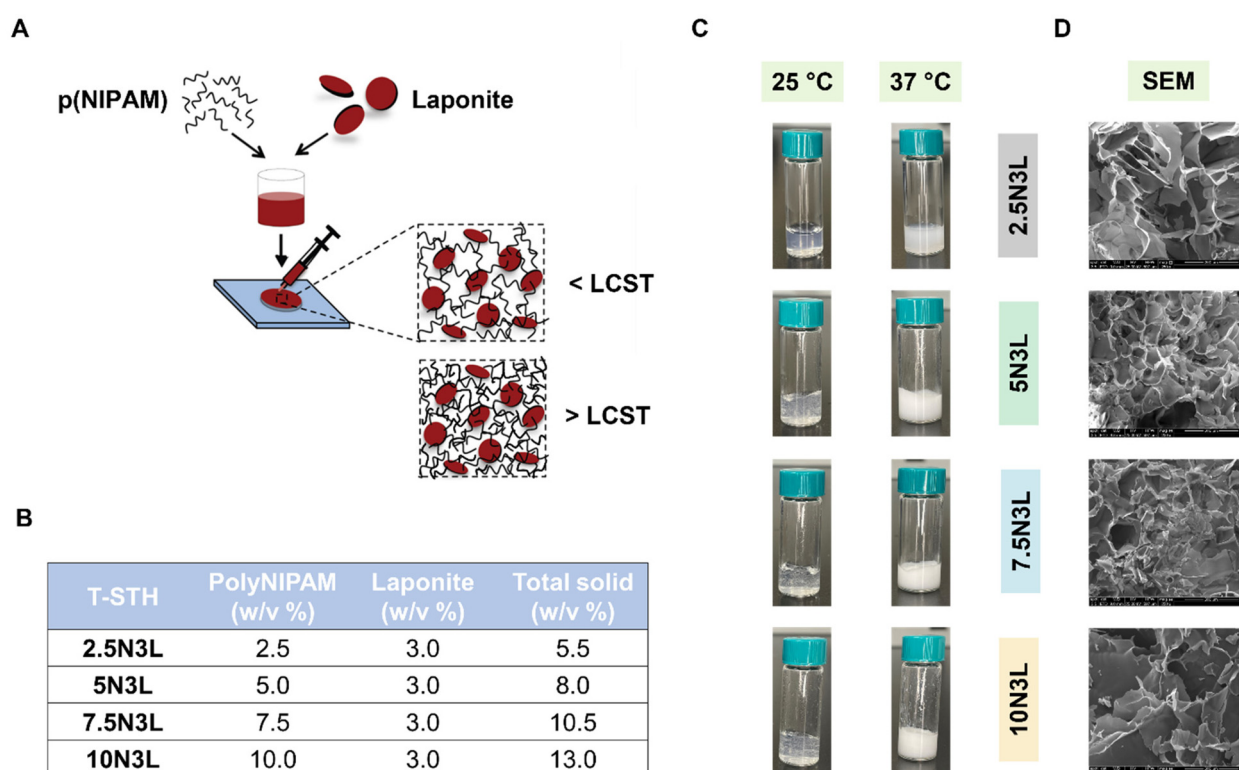 A
p(NIPAM)
Laponite
< LCST
> LCST
B
T-STH PolyNIPAM (w/v %) Laponite (w/v %) Total solid (w/v %)
2.5N3L 2.5 3.0 5.5
5N3L 5.0 3.0 8.0
7.5N3L 7.5 3.0 10.5
10N3L 10.0 3.0 13.0
C
25 °C 37 °C
2.5N3L
5N3L
7.5N3L
10N3L
D
SEM